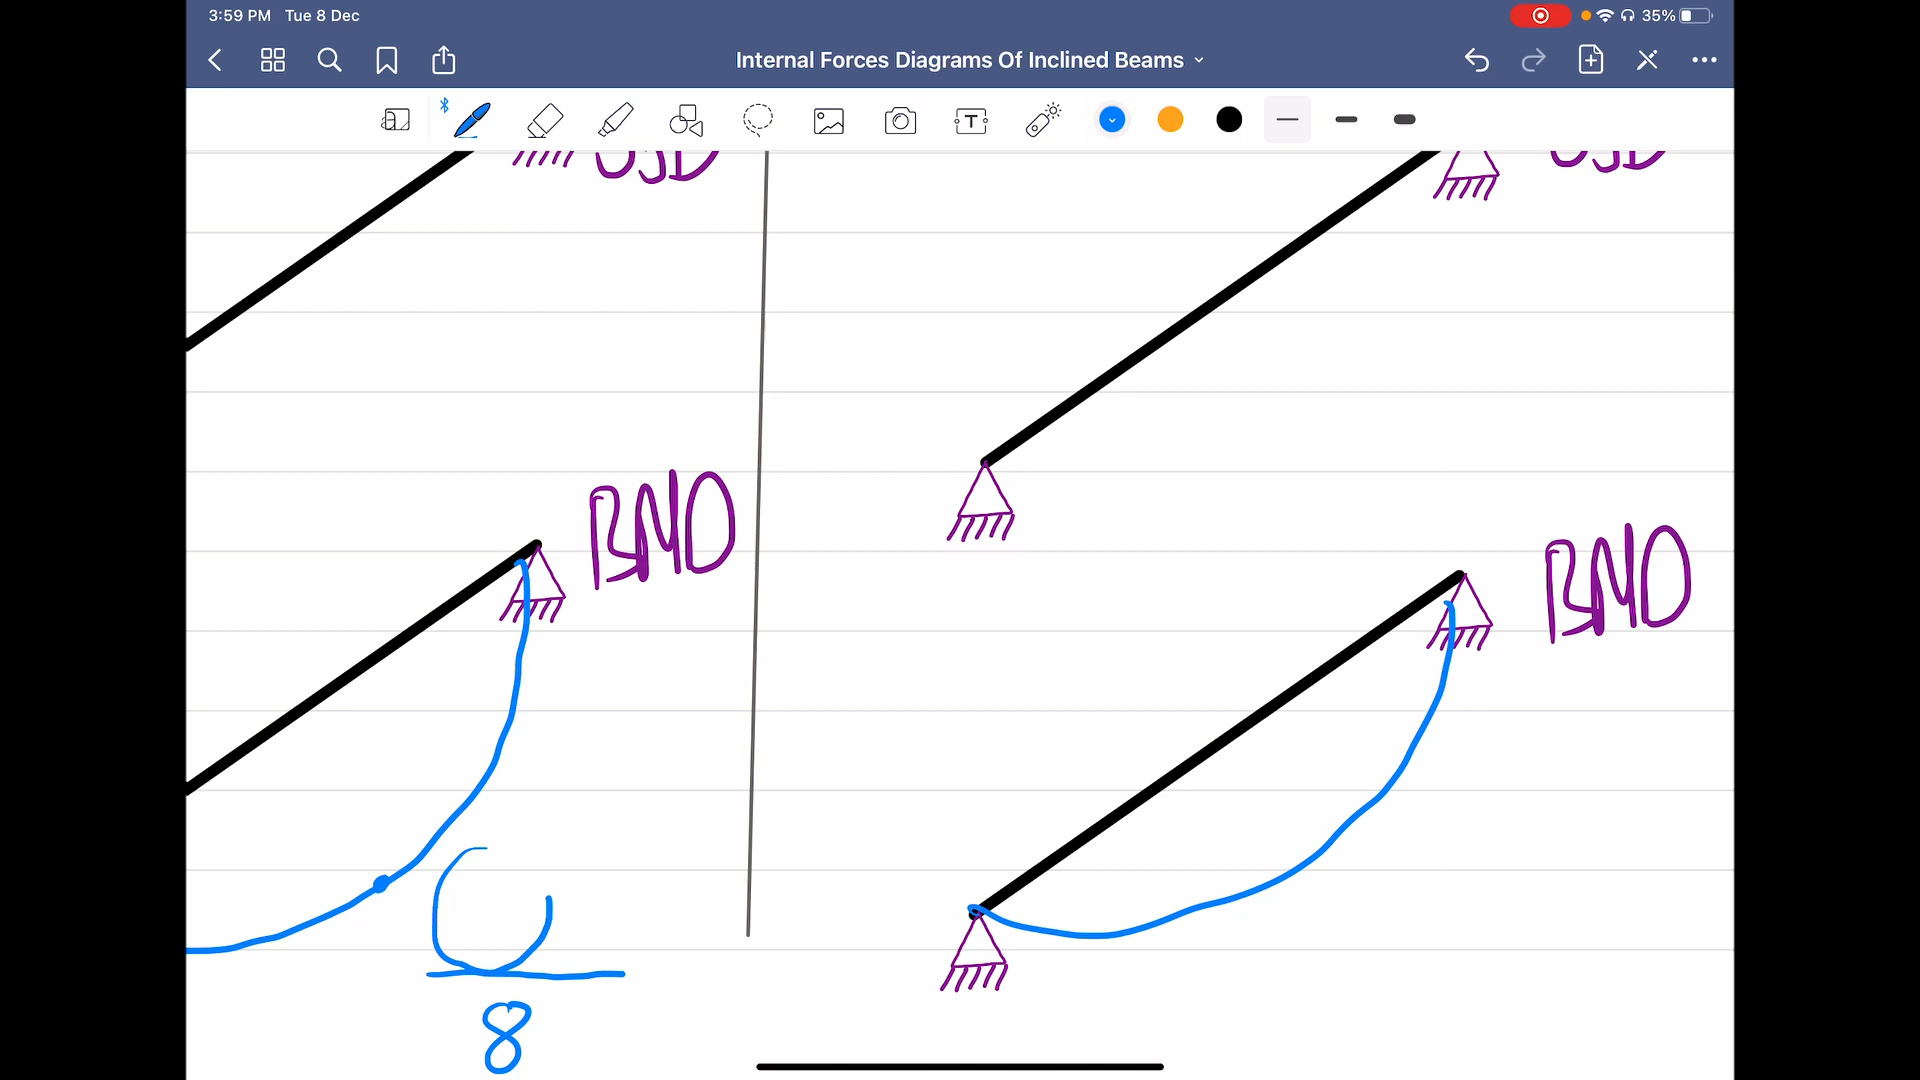 3:59 PM Tue 8 Dec 35%
Internal Forces Diagrams Of Inclined Beams
T
BMD
BMD
8